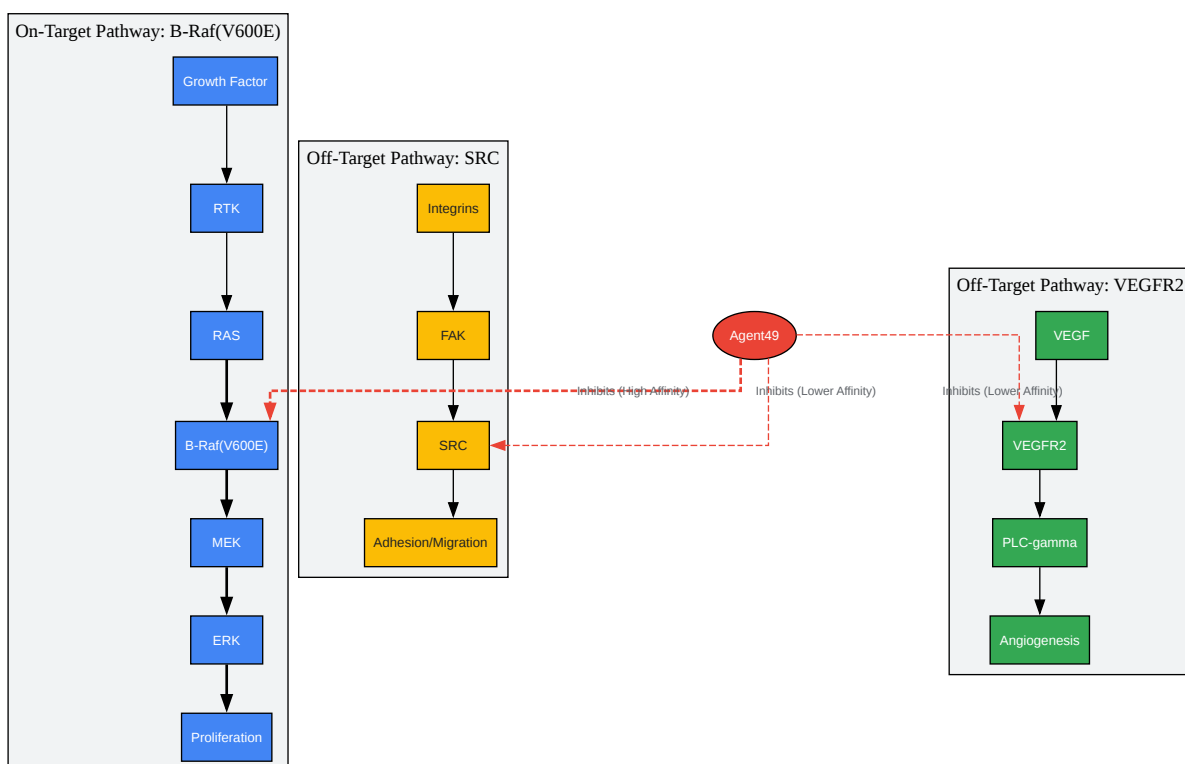 On-Target Pathway: B-Raf(V600E)
Growth Factor
RTK
RAS
B-Raf(V600E)
MEK
ERK
Proliferation
Off-Target Pathway: SRC
Integrins
FAK
SRC
Adhesion/Migration
Agent49
Inhibits (High Affinity)
Inhibits (Lower Affinity)
Inhibits (Lower Affinity)
Off-Target Pathway: VEGFR2
VEGF
VEGFR2
PLC-gamma
Angiogenesis